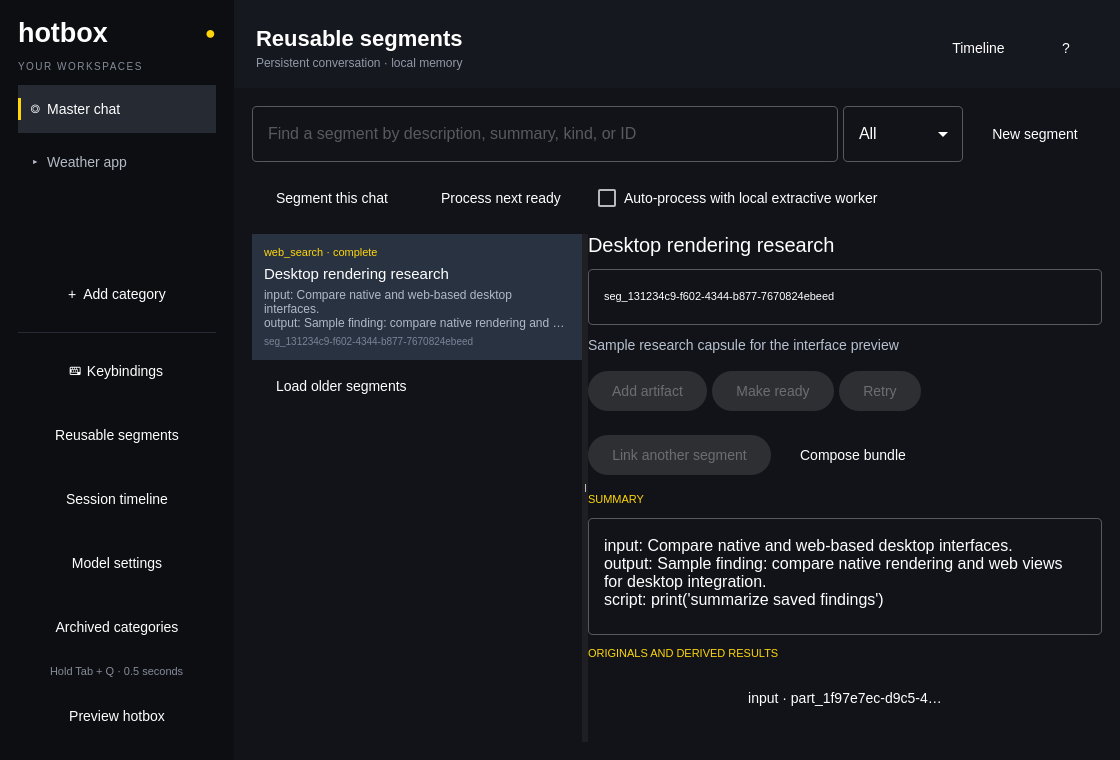 hotbox
YOUR WORKSPACES
Master chat
Weather app
+ Add category
Keybindings
Reusable segments
Session timeline
Model settings
Archived categories
Hold Tab + Q · 0.5 seconds
Preview hotbox
Reusable segments
Persistent conversation · local memory
Timeline
?
Find a segment by description, summary, kind, or ID
All
New segment
Segment this chat
Process next ready
Auto-process with local extractive worker
web_search · complete
Desktop rendering research
input: Compare native and web-based desktop
interfaces.
output: Sample finding: compare native rendering and …
seg_131234c9-f602-4344-b877-7670824ebeed
Load older segments
Desktop rendering research
seg_131234c9-f602-4344-b877-7670824ebeed
Sample research capsule for the interface preview
Add artifact
Make ready
Retry
Link another segment
Compose bundle
SUMMARY
input: Compare native and web-based desktop interfaces.
output: Sample finding: compare native rendering and web views
for desktop integration.
script: print('summarize saved findings')
ORIGINALS AND DERIVED RESULTS
input · part_1f97e7ec-d9c5-4…